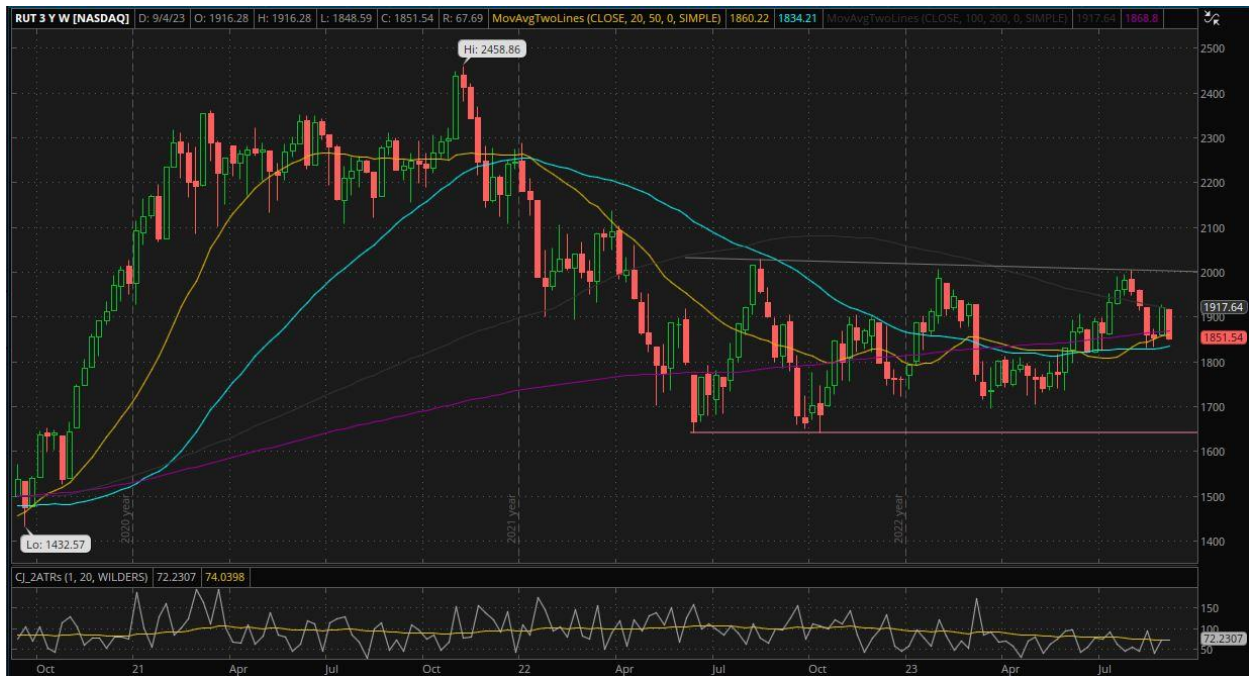 RUT 3 Y W [NASDAQ] D: 9/4/23 O: 1916.28 H: 1916.28 L: 1848.59 C: 1851.54 R: 67.69 MovAvgTwoLines (CLOSE, 20, 50, 0, SIMPLE) 1860.22 1834.21 MovAvgTwoLines (CLOSE, 100, 200, 0, SIMPLE) 1917.64 1868.8
Hi: 2458.86
2500
2400
2300
2200
2100
2000
1917.64
1900
1851.54
1800
1700
1600
1500
1400
2020 year
2021 year
2022 year
Lo: 1432.57
CJ_2ATRs (1, 20, WILDERS) 72.2307 74.0398
150
100
72.2307
50
Oct 21 Apr Jul Oct 22 Apr Jul Oct 23 Apr Jul